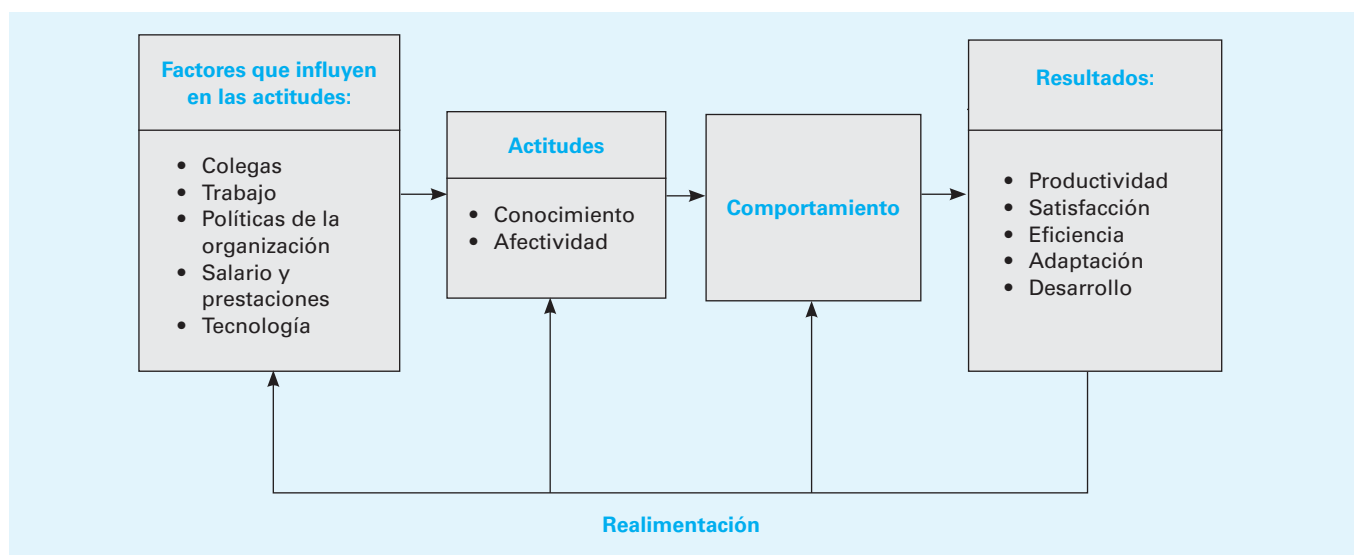 Factores que influyen
en las actitudes:
• Colegas
• Trabajo
• Políticas de la
organización
• Salario y
prestaciones
• Tecnología
Actitudes
• Conocimiento
• Afectividad
Comportamiento
Resultados:
• Productividad
• Satisfacción
• Eficiencia
• Adaptación
• Desarrollo
Realimentación